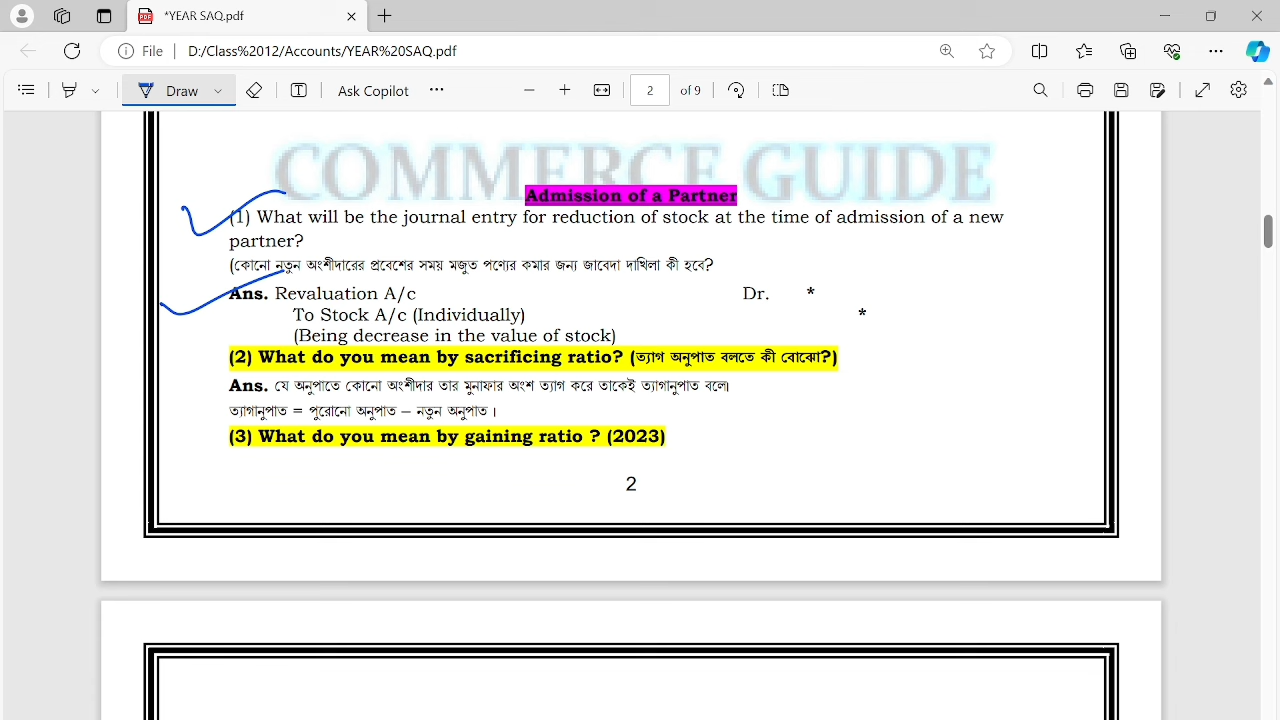 *YEAR SAQ.pdf
File | D:/Class%2012/Accounts/YEAR%20SAQ.pdf
Draw Ask Copilot 2 of 9
COMMERCE GUIDE
Admission of a Partner
(1) What will be the journal entry for reduction of stock at the time of admission of a new
partner?
(কোনো নতুন অংশীদারের প্রবেশের সময় মজুত পণ্যের কমার জন্য জাবেদা দাখিলা কী হবে?
Ans. Revaluation A/c Dr. *
To Stock A/c (Individually) *
(Being decrease in the value of stock)
(2) What do you mean by sacrificing ratio? (ত্যাগ অনুপাত বলতে কী বোঝো?)
Ans. যে অনুপাতে কোনো অংশীদার তার মুনাফার অংশ ত্যাগ করে তাকেই ত্যাগানুপাত বলে।
ত্যাগানুপাত = পুরোনো অনুপাত – নতুন অনুপাত ।
(3) What do you mean by gaining ratio ? (2023)
2